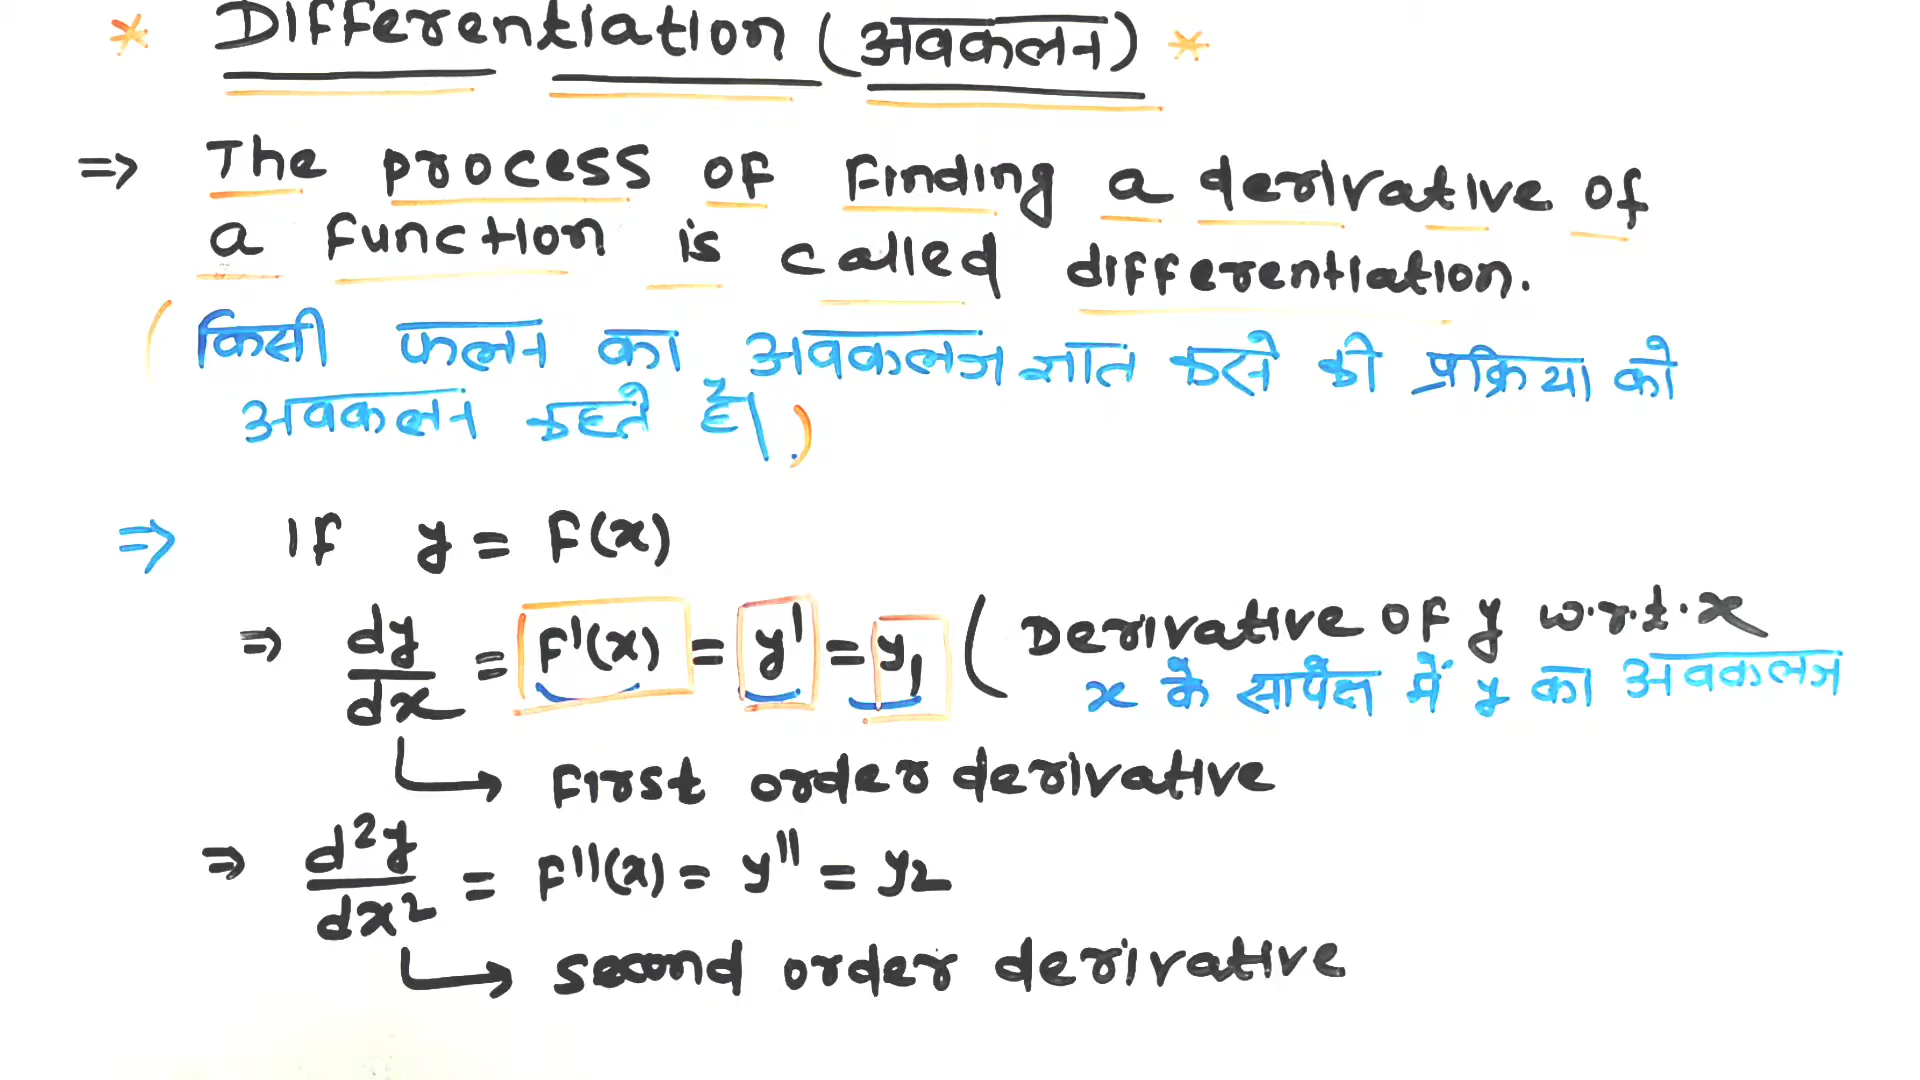 * Differentiation (अवकलन) *
=> The process of finding a derivative of
a function is called differentiation.
(किसी फलन का अवकलज ज्ञात करने की प्रक्रिया को
अवकलन कहते हैं।)
=> If y = F(x)
=> dy/dx = F'(x) = y' = y₁ (Derivative of y w.r.t. x
x के सापेक्ष में y का अवकलज
↳ First order derivative
=> d²y/dx² = F''(x) = y'' = y₂
↳ second order derivative